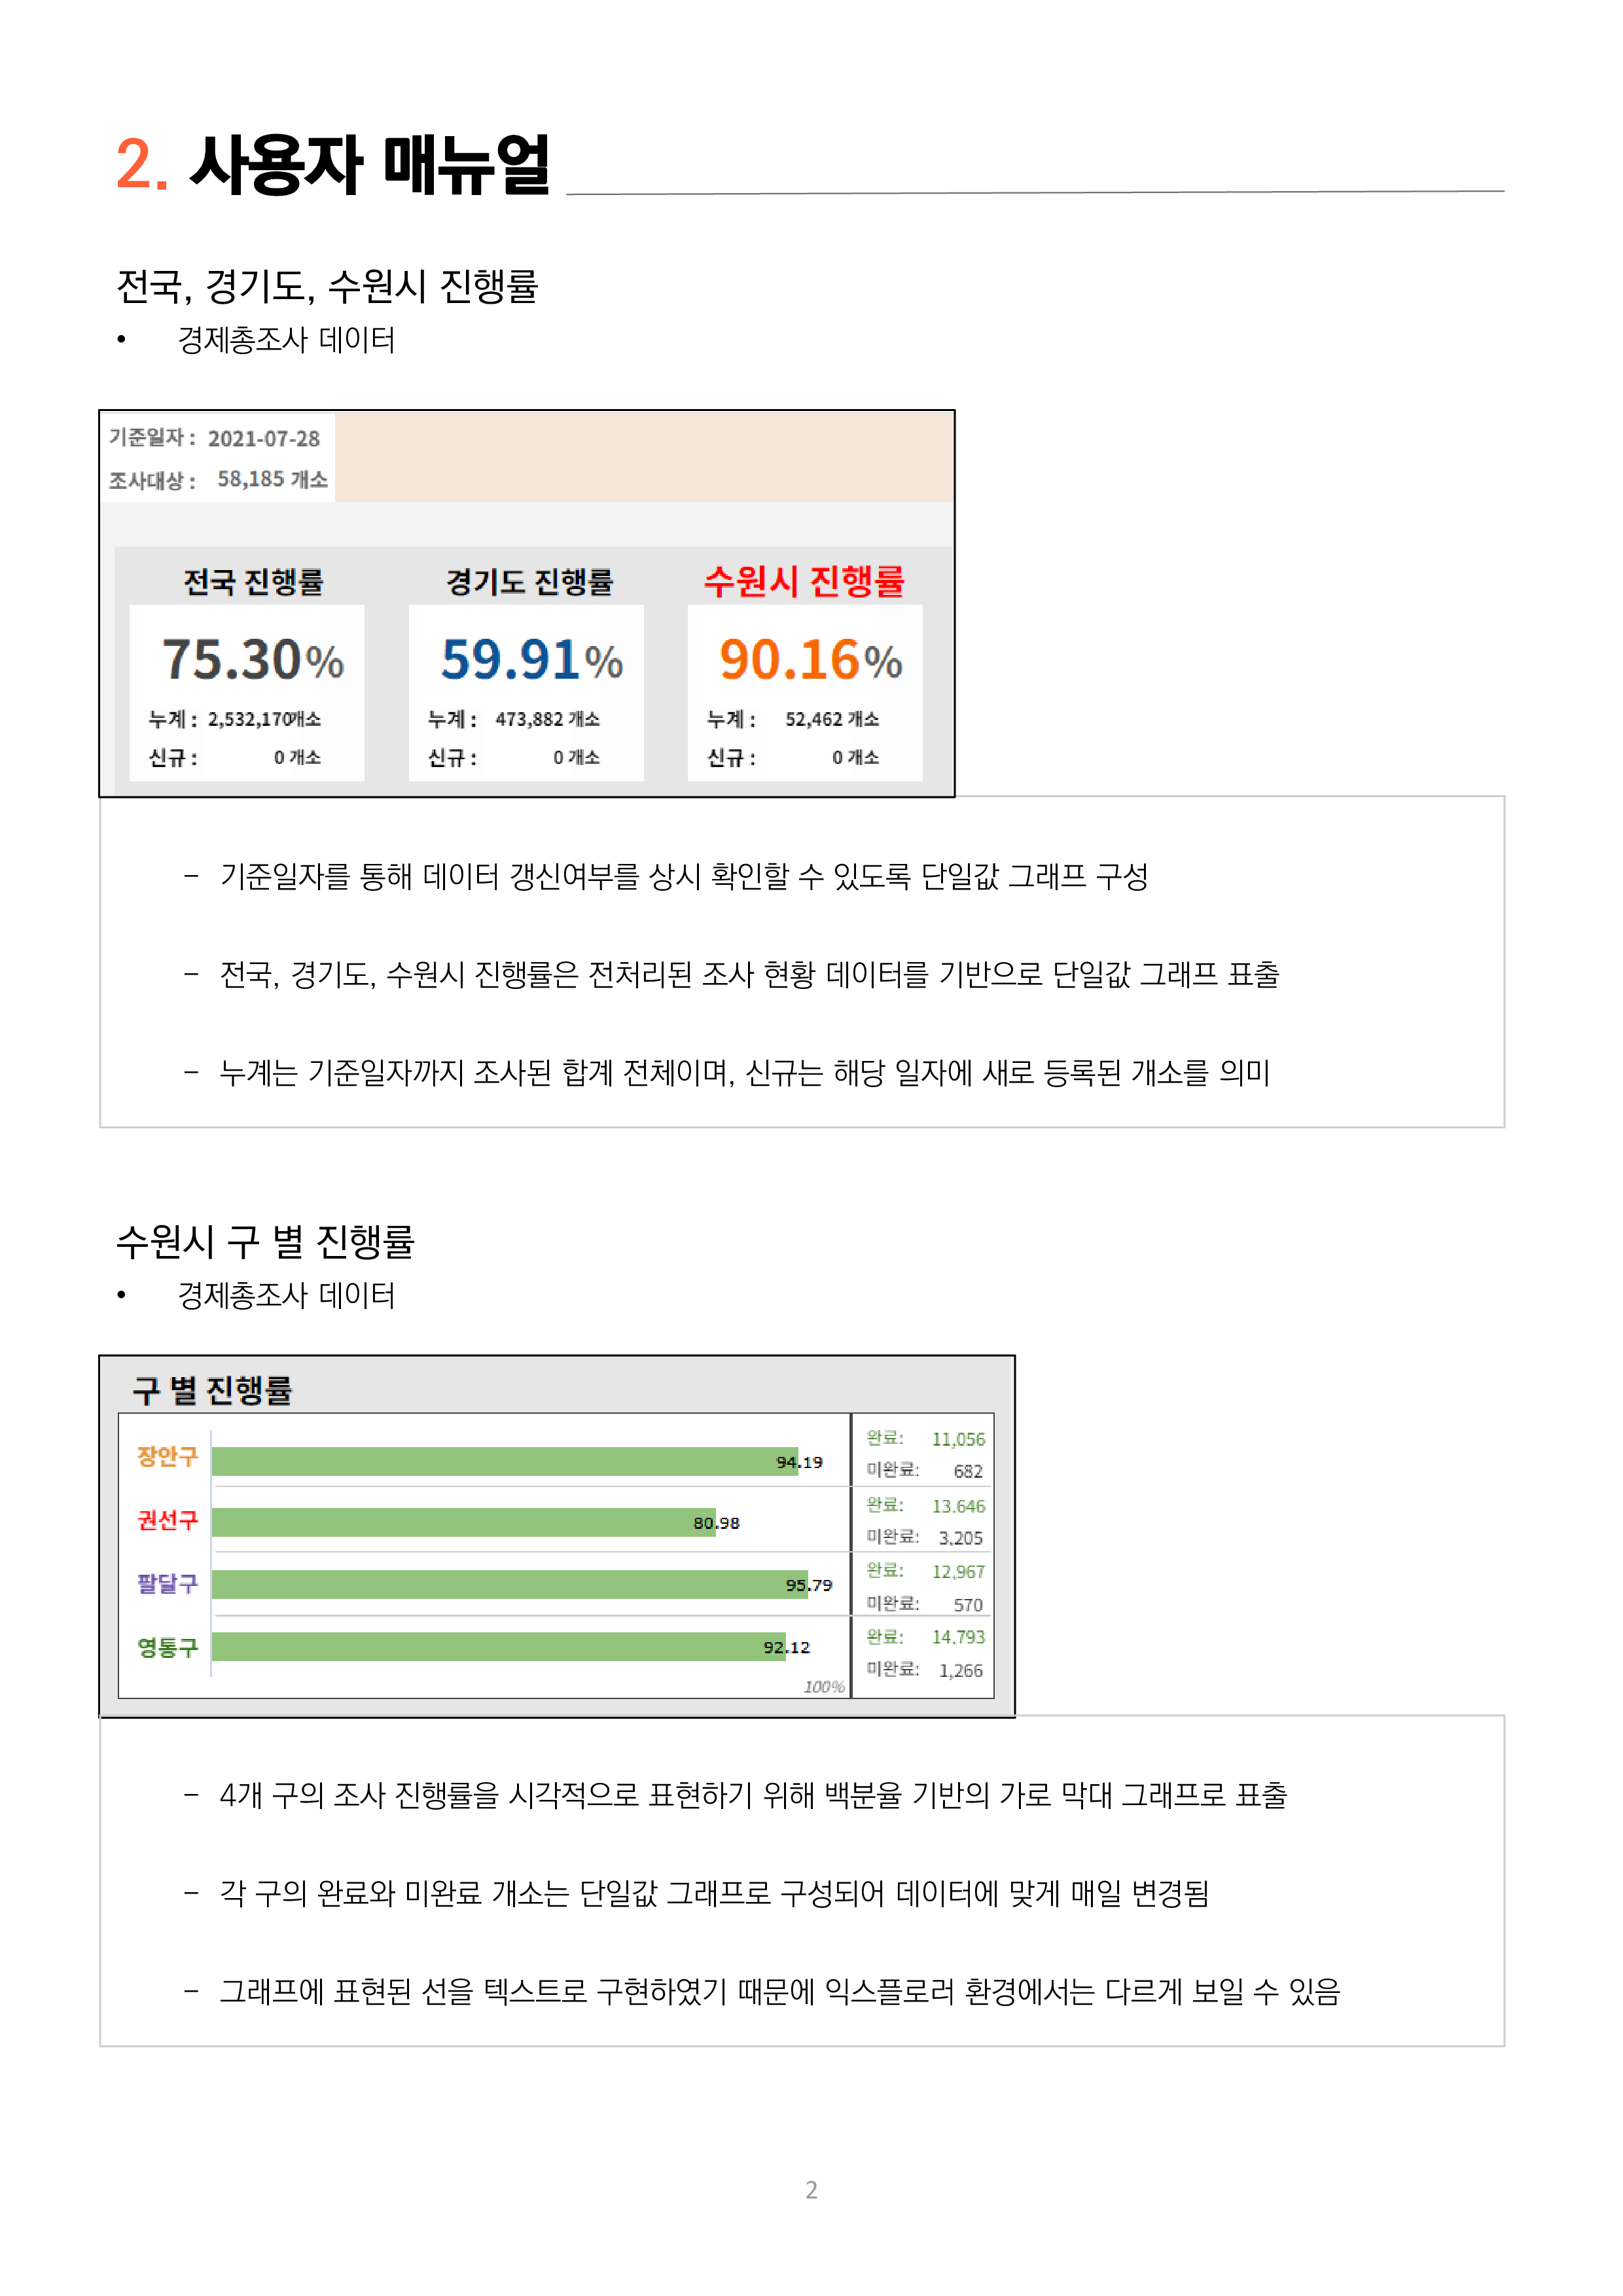 2. 사용자 매뉴얼
전국, 경기도, 수원시 진행률
• 경제총조사 데이터
기준일자 : 2021-07-28
조사대상 : 58,185 개소
전국 진행률 경기도 진행률 수원시 진행률
75.30% 59.91% 90.16%
누계 : 2,532,170개소 누계 : 473,882 개소 누계 : 52,462 개소
신규 : 0 개소 신규 : 0 개소 신규 : 0 개소
– 기준일자를 통해 데이터 갱신여부를 상시 확인할 수 있도록 단일값 그래프 구성
– 전국, 경기도, 수원시 진행률은 전처리된 조사 현황 데이터를 기반으로 단일값 그래프 표출
– 누계는 기준일자까지 조사된 합계 전체이며, 신규는 해당 일자에 새로 등록된 개소를 의미
수원시 구 별 진행률
• 경제총조사 데이터
구 별 진행률
장안구 94.19 완료: 11,056
미완료: 682
권선구 80.98 완료: 13,646
미완료: 3,205
팔달구 95.79 완료: 12,967
미완료: 570
영통구 92.12 완료: 14,793
미완료: 1,266
100%
– 4개 구의 조사 진행률을 시각적으로 표현하기 위해 백분율 기반의 가로 막대 그래프로 표출
– 각 구의 완료와 미완료 개소는 단일값 그래프로 구성되어 데이터에 맞게 매일 변경됨
– 그래프에 표현된 선을 텍스트로 구현하였기 때문에 익스플로러 환경에서는 다르게 보일 수 있음
2